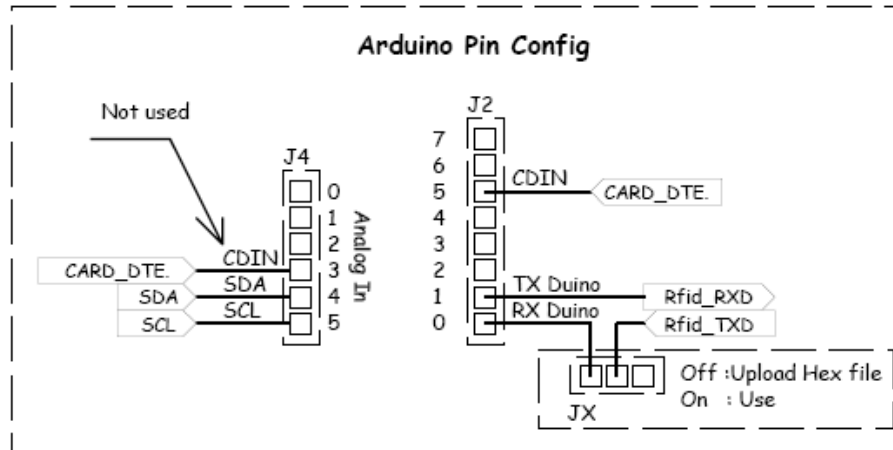 Arduino Pin Config
Not used
J4
0
1
2
3
4
5
Analog In
CDIN
SDA
SCL
CARD_DTE.
SDA
SCL
J2
7
6
5
4
3
2
1
0
CDIN
CARD_DTE.
TX Duino
Rfid_RXD
RX Duino
Rfid_TXD
JX
Off :Upload Hex file
On : Use